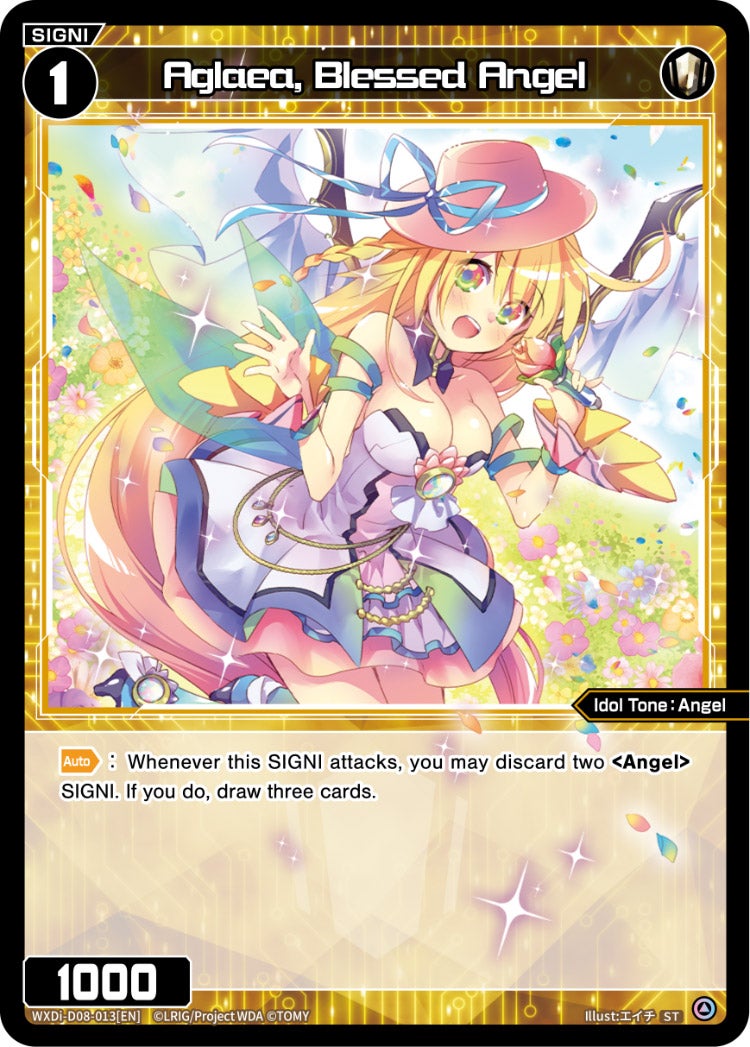 SIGNI
1
Aglaea, Blessed Angel
Idol Tone：Angel
Auto ： Whenever this SIGNI attacks, you may discard two <Angel>
SIGNI. If you do, draw three cards.
1000
WXDi-D08-013[EN] ©LRIG/Project WDA ©TOMY
Illust:エイチ ST